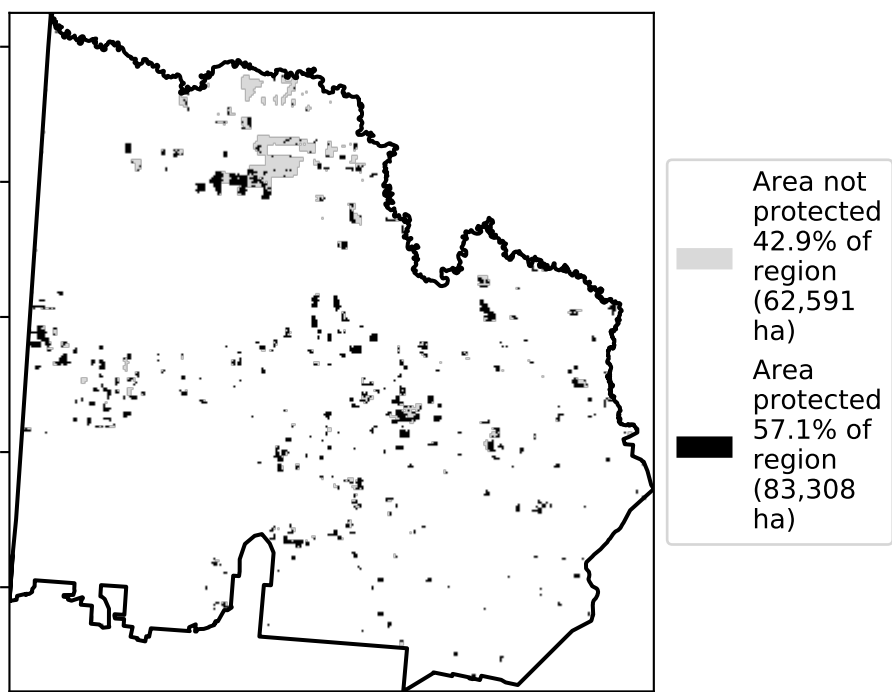 Area not
protected
42.9% of
region
(62,591
ha)
Area
protected
57.1% of
region
(83,308
ha)